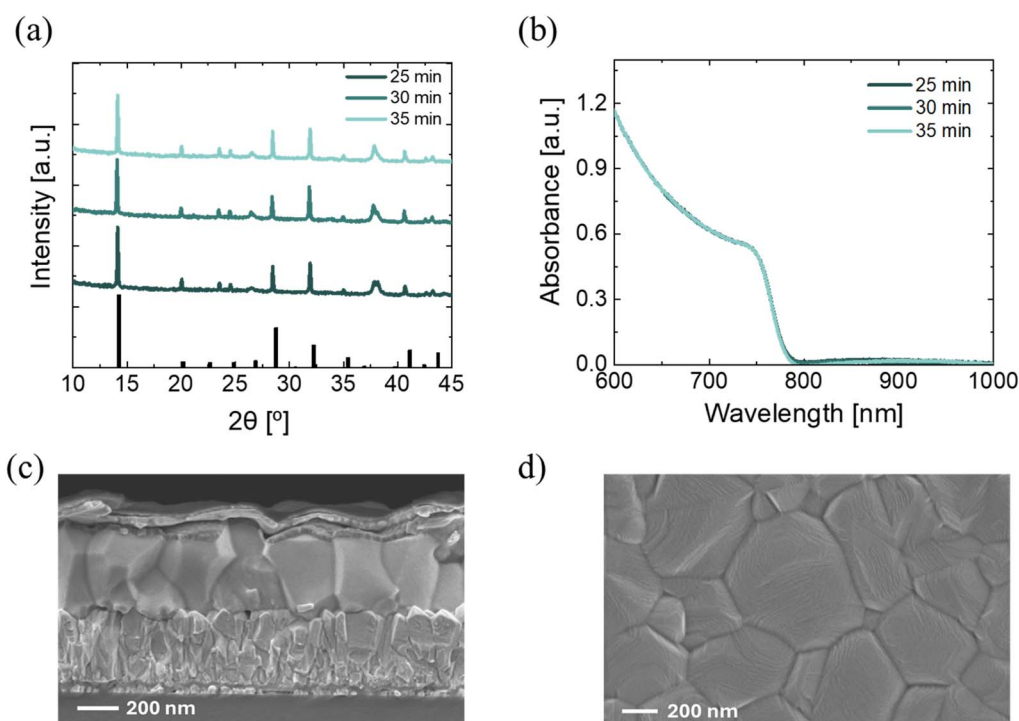 (a)
25 min
30 min
35 min
Intensity [a.u.]
10 15 20 25 30 35 40 45
2θ [º]
(b)
25 min
30 min
35 min
1.2
0.9
0.6
0.3
0.0
Absorbance [a.u.]
600 700 800 900 1000
Wavelength [nm]
(c)
200 nm
d)
200 nm